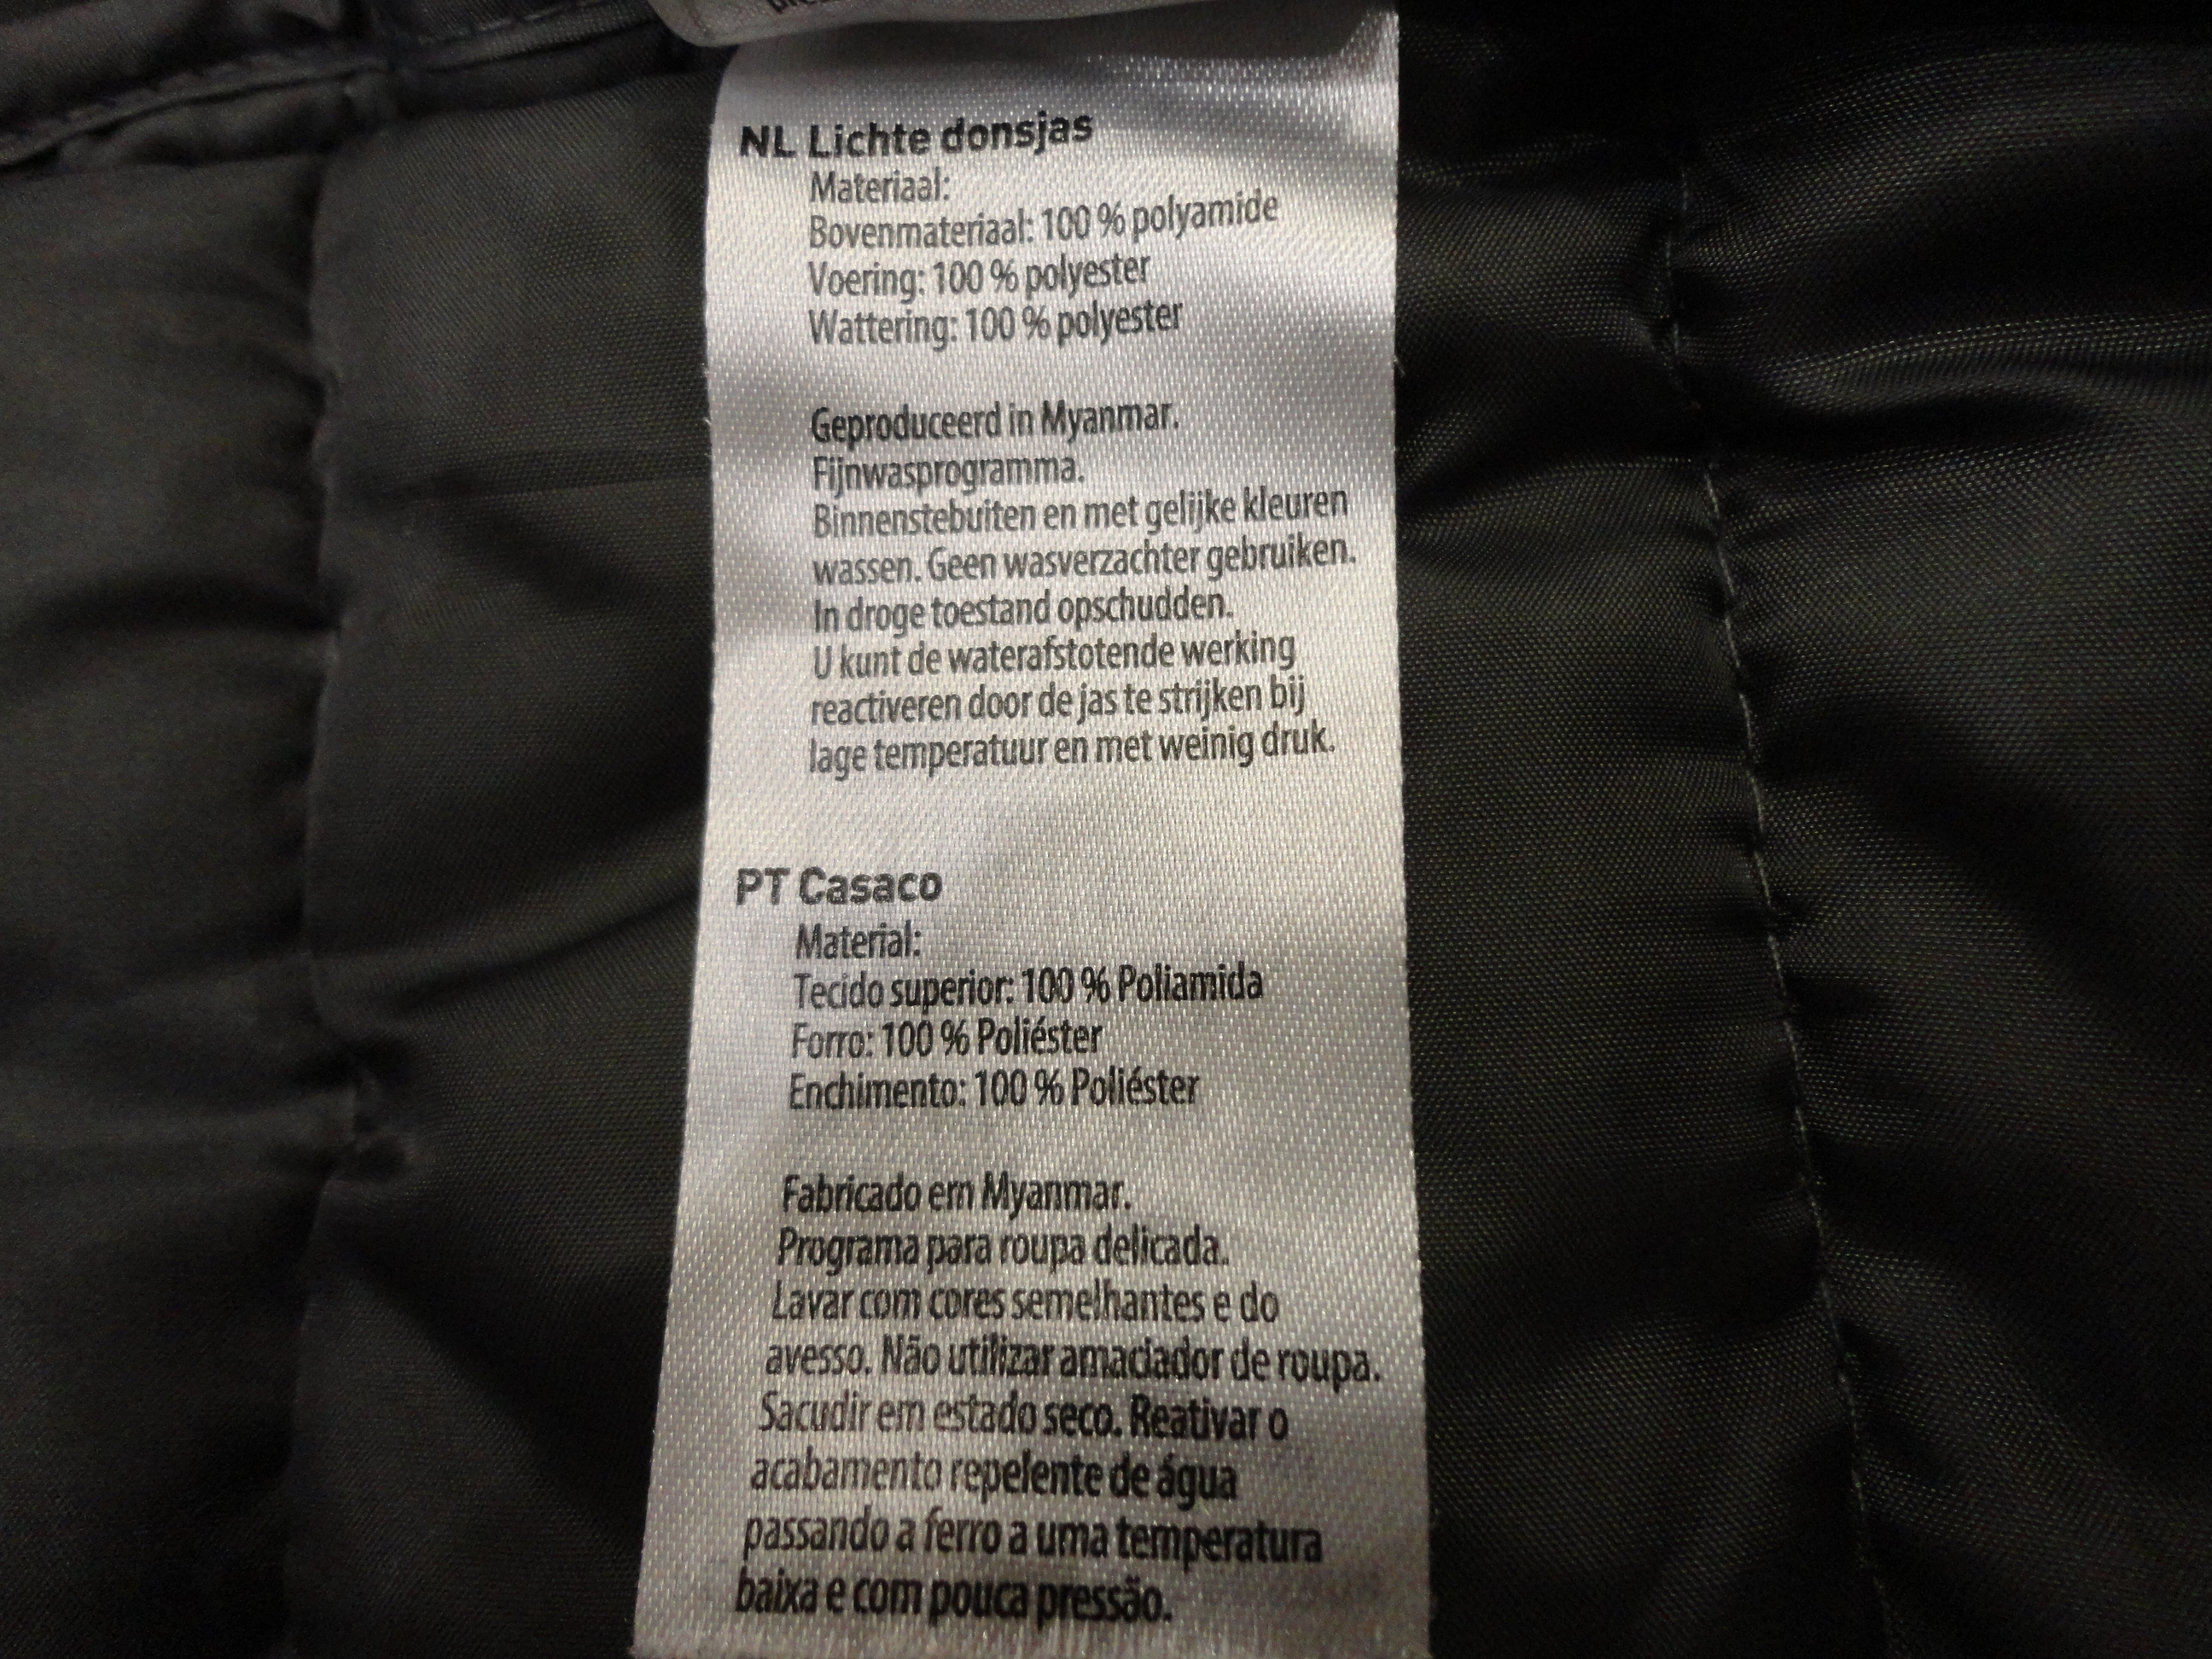 NL Lichte donsjas
Materiaal:
Bovenmateriaal: 100 % polyamide
Voering: 100 % polyester
Wattering: 100 % polyester
Geproduceerd in Myanmar.
Fijnwasprogramma.
Binnenstebuiten en met gelijke kleuren
wassen. Geen wasverzachter gebruiken.
In droge toestand opschudden.
U kunt de waterafstotende werking
reactiveren door de jas te strijken bij
lage temperatuur en met weinig druk.
PT Casaco
Material:
Tecido superior: 100 % Poliamida
Forro: 100 % Poliéster
Enchimento: 100 % Poliéster
Fabricado em Myanmar.
Programa para roupa delicada.
Lavar com cores semelhantes e do
avesso. Não utilizar amaciador de roupa.
Sacudir em estado seco. Reativar o
acabamento repelente de água
passando a ferro a uma temperatura
baixa e com pouca pressão.